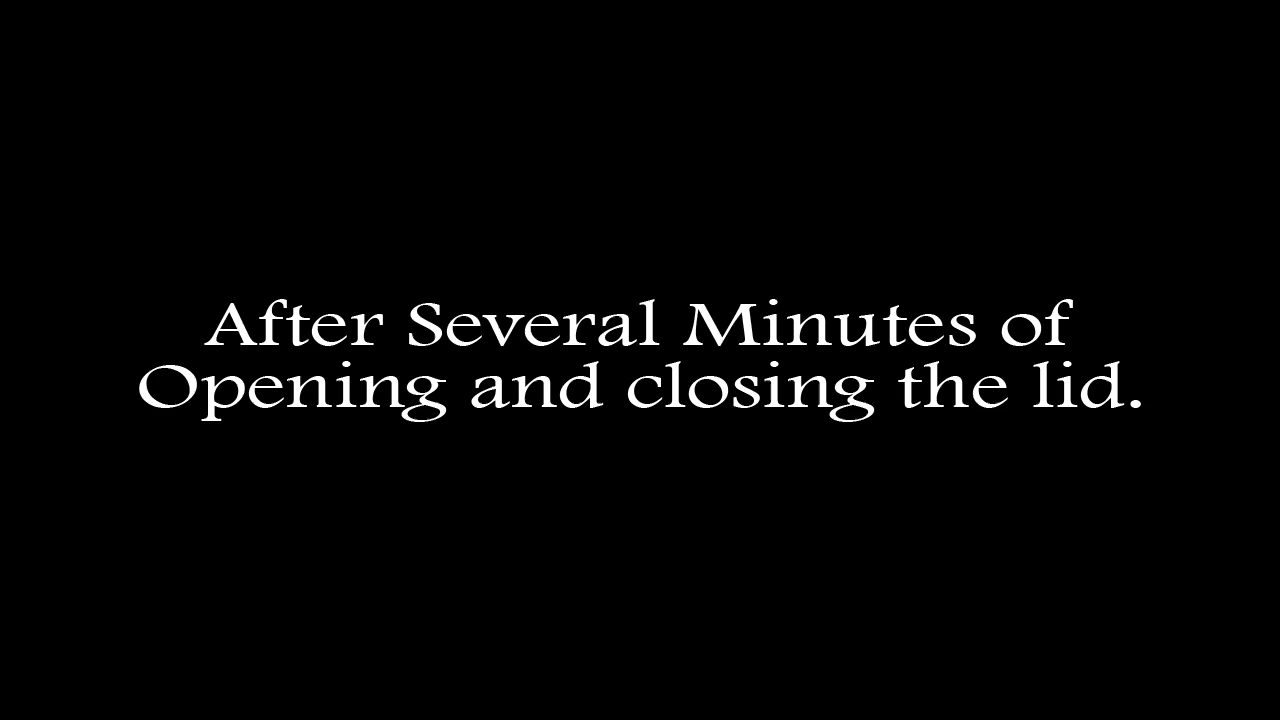 After Several Minutes of
Opening and closing the lid.